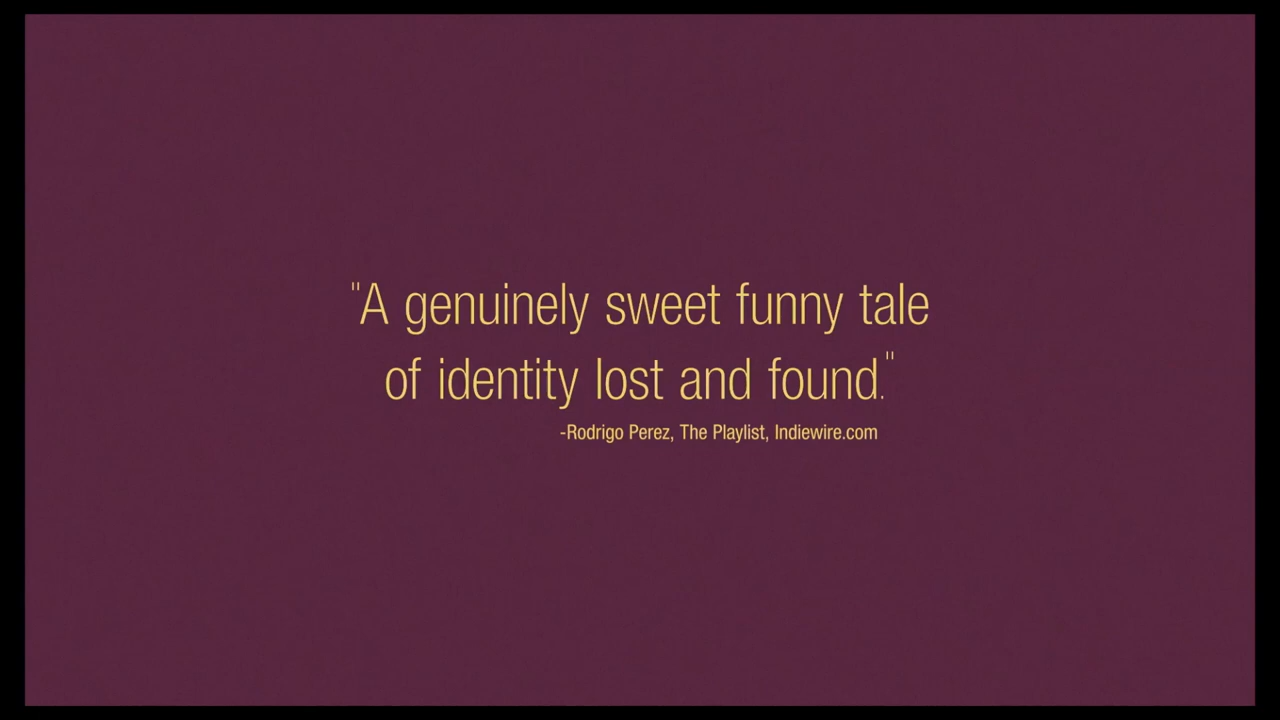 "A genuinely sweet funny tale
of identity lost and found."
-Rodrigo Perez, The Playlist, Indiewire.com